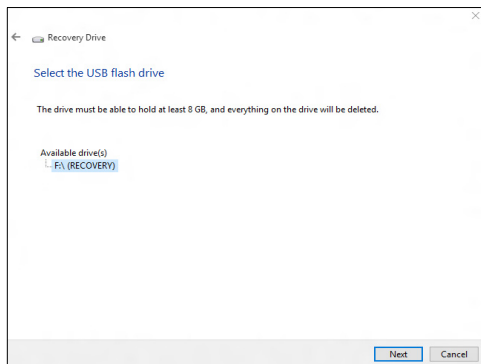 Recovery Drive
Select the USB flash drive
The drive must be able to hold at least 8 GB, and everything on the drive will be deleted.
Available drive(s)
F:\ (RECOVERY)
Next Cancel